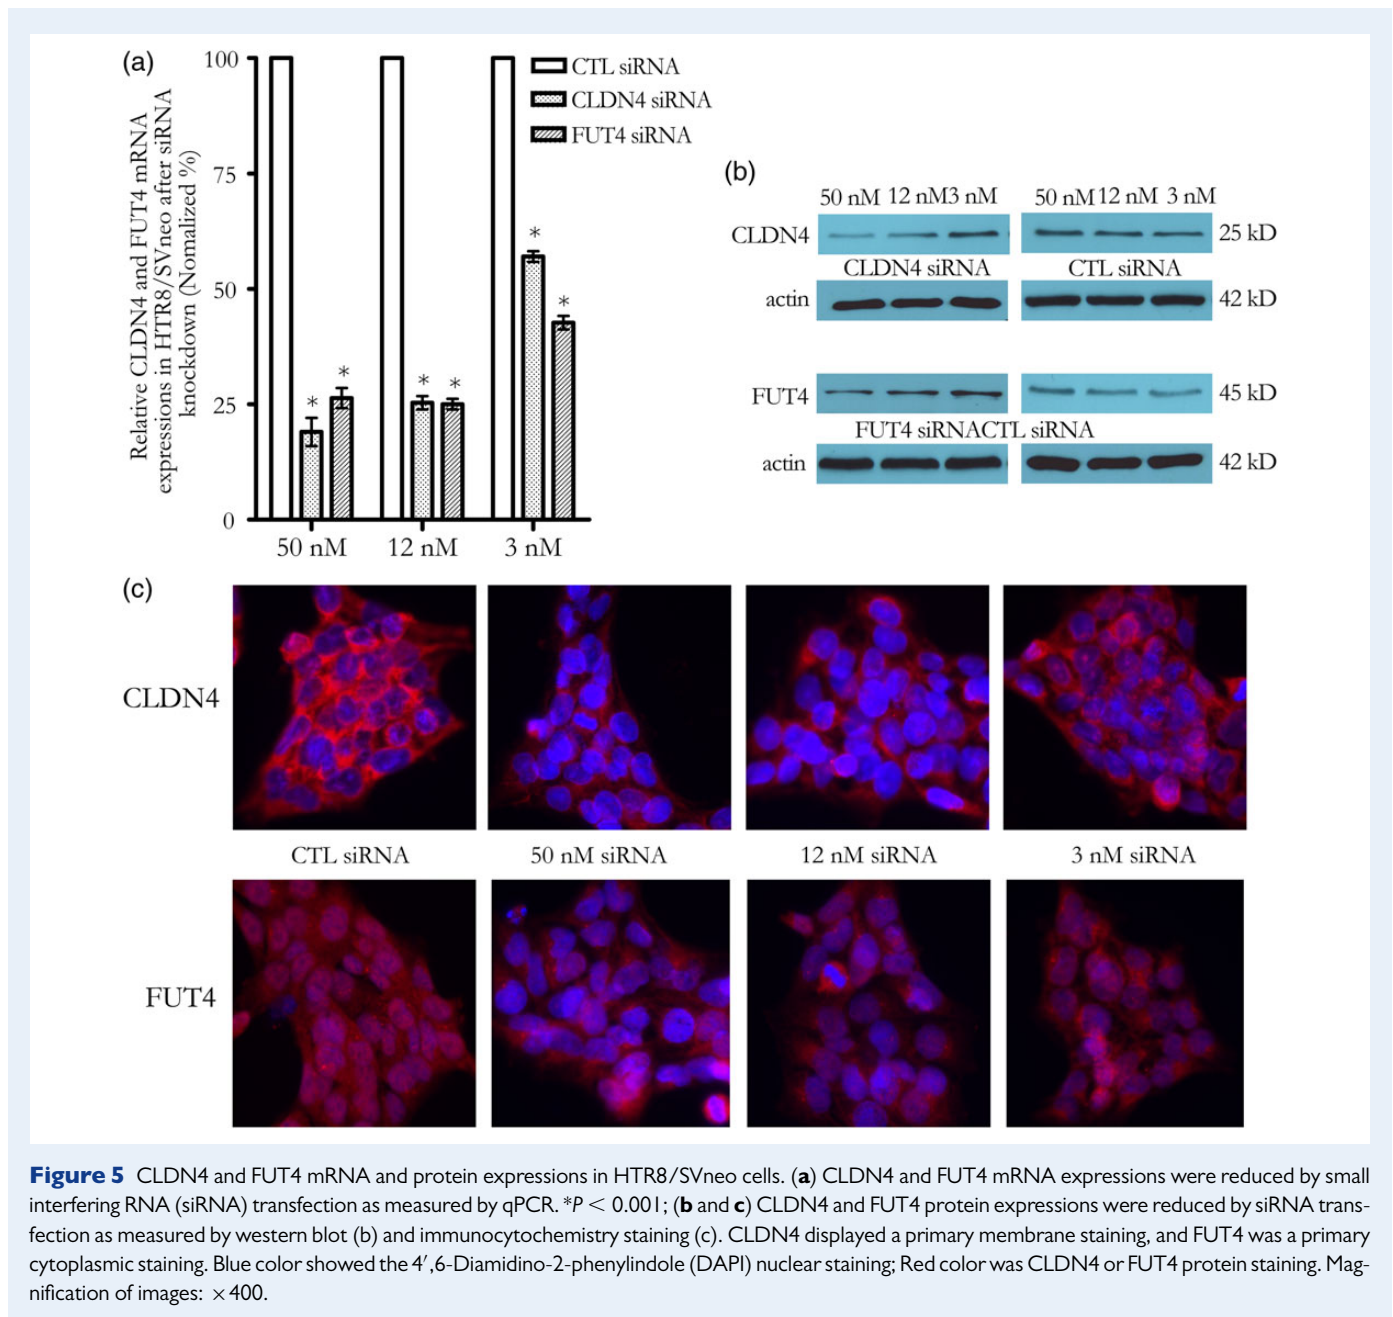 (a)
100
75
50
25
0
Relative CLDN4 and FUT4 mRNA
expressions in HTR8/SVneo after siRNA
knockdown (Nomalized %)
CTL siRNA
CLDN4 siRNA
FUT4 siRNA
* *
* *
* *
50 nM 12 nM 3 nM
(b)
50 nM 12 nM3 nM 50 nM12 nM 3 nM
CLDN4 25 kD
CLDN4 siRNA CTL siRNA
actin 42 kD
FUT4 45 kD
FUT4 siRNACTL siRNA
actin 42 kD
(c)
CLDN4
CTL siRNA 50 nM siRNA 12 nM siRNA 3 nM siRNA
FUT4
Figure 5 CLDN4 and FUT4 mRNA and protein expressions in HTR8/SVneo cells. (a) CLDN4 and FUT4 mRNA expressions were reduced by small
interfering RNA (siRNA) transfection as measured by qPCR. *P < 0.001; (b and c) CLDN4 and FUT4 protein expressions were reduced by siRNA trans-
fection as measured by western blot (b) and immunocytochemistry staining (c). CLDN4 displayed a primary membrane staining, and FUT4 was a primary
cytoplasmic staining. Blue color showed the 4′,6-Diamidino-2-phenylindole (DAPI) nuclear staining; Red color was CLDN4 or FUT4 protein staining. Mag-
nification of images: ×400.